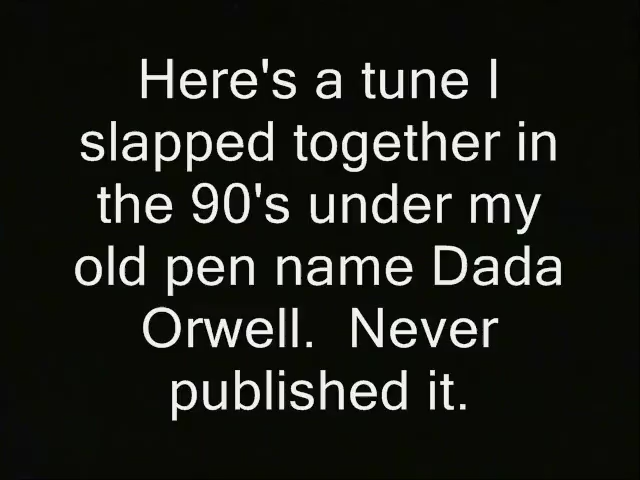 Here's a tune I
slapped together in
the 90's under my
old pen name Dada
Orwell.  Never
published it.